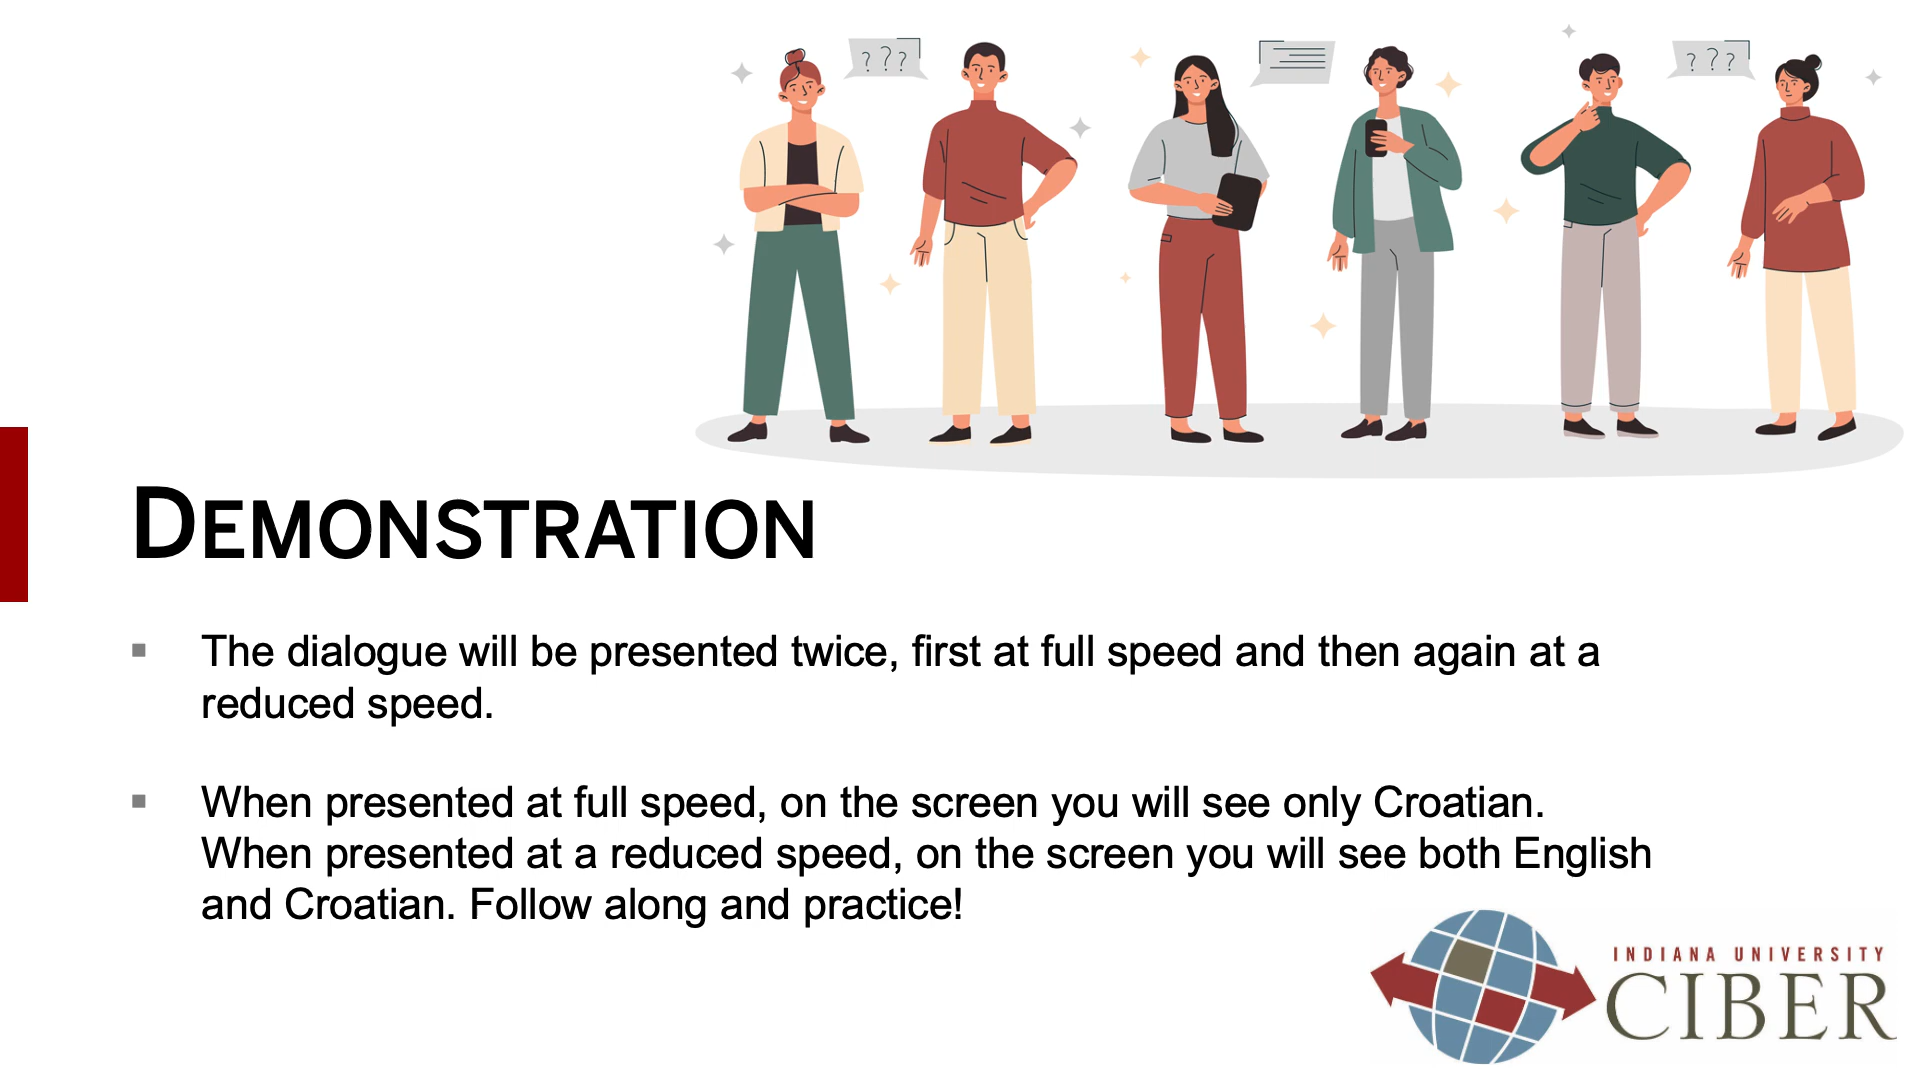 ? ? ?
? ? ?
DEMONSTRATION
▪ The dialogue will be presented twice, first at full speed and then again at a
reduced speed.
▪ When presented at full speed, on the screen you will see only Croatian.
When presented at a reduced speed, on the screen you will see both English
and Croatian. Follow along and practice!
INDIANA UNIVERSITY
CIBER